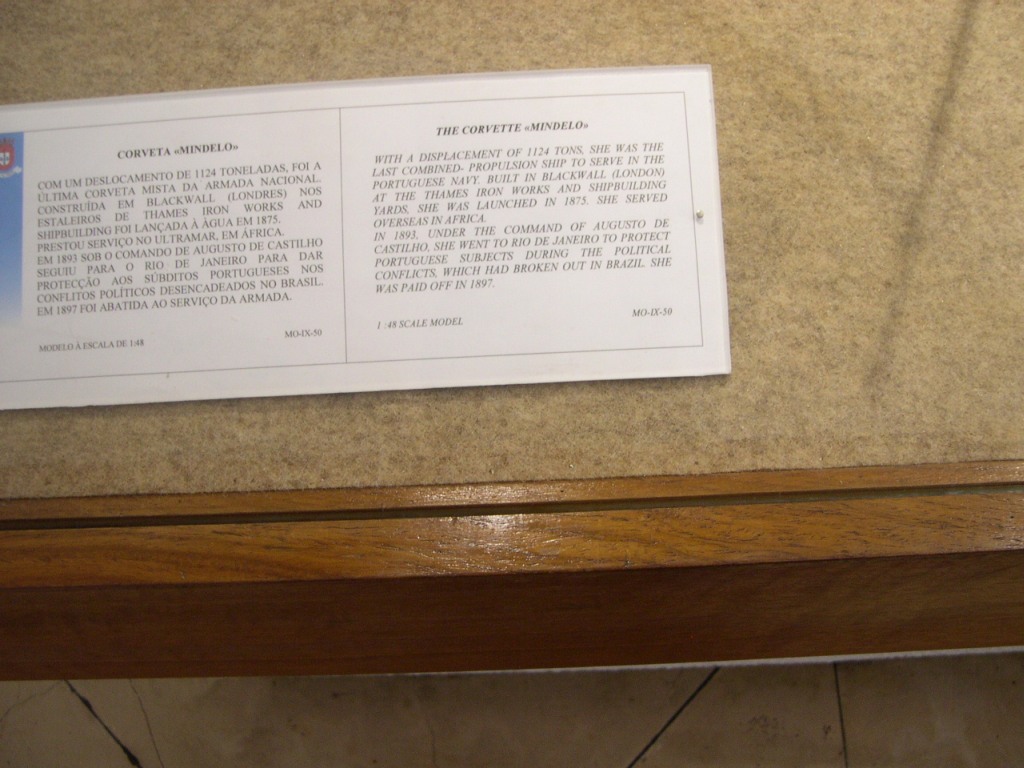 CORVETA «MINDELO»
COM UM DESLOCAMENTO DE 1124 TONELADAS, FOI A
ÚLTIMA CORVETA MISTA DA ARMADA NACIONAL.
CONSTRUÍDA EM BLACKWALL (LONDRES) NOS
ESTALEIROS DE THAMES IRON WORKS AND
SHIPBUILDING FOI LANÇADA À ÁGUA EM 1875.
PRESTOU SERVIÇO NO ULTRAMAR, EM ÁFRICA.
EM 1893 SOB O COMANDO DE AUGUSTO DE CASTILHO
SEGUIU PARA O RIO DE JANEIRO PARA DAR
PROTECÇÃO AOS SÚBDITOS PORTUGUESES NOS
CONFLITOS POLÍTICOS DESENCADEADOS NO BRASIL.
EM 1897 FOI ABATIDA AO SERVIÇO DA ARMADA.
MO-IX-50
MODELO À ESCALA DE 1:48
THE CORVETTE «MINDELO»
WITH A DISPLACEMENT OF 1124 TONS, SHE WAS THE
LAST COMBINED- PROPULSION SHIP TO SERVE IN THE
PORTUGUESE NAVY. BUILT IN BLACKWALL (LONDON)
AT THE THAMES IRON WORKS AND SHIPBUILDING
YARDS, SHE WAS LAUNCHED IN 1875. SHE SERVED
OVERSEAS IN AFRICA.
IN 1893, UNDER THE COMMAND OF AUGUSTO DE
CASTILHO, SHE WENT TO RIO DE JANEIRO TO PROTECT
PORTUGUESE SUBJECTS DURING THE POLITICAL
CONFLICTS, WHICH HAD BROKEN OUT IN BRAZIL. SHE
WAS PAID OFF IN 1897.
MO-IX-50
1 :48 SCALE MODEL